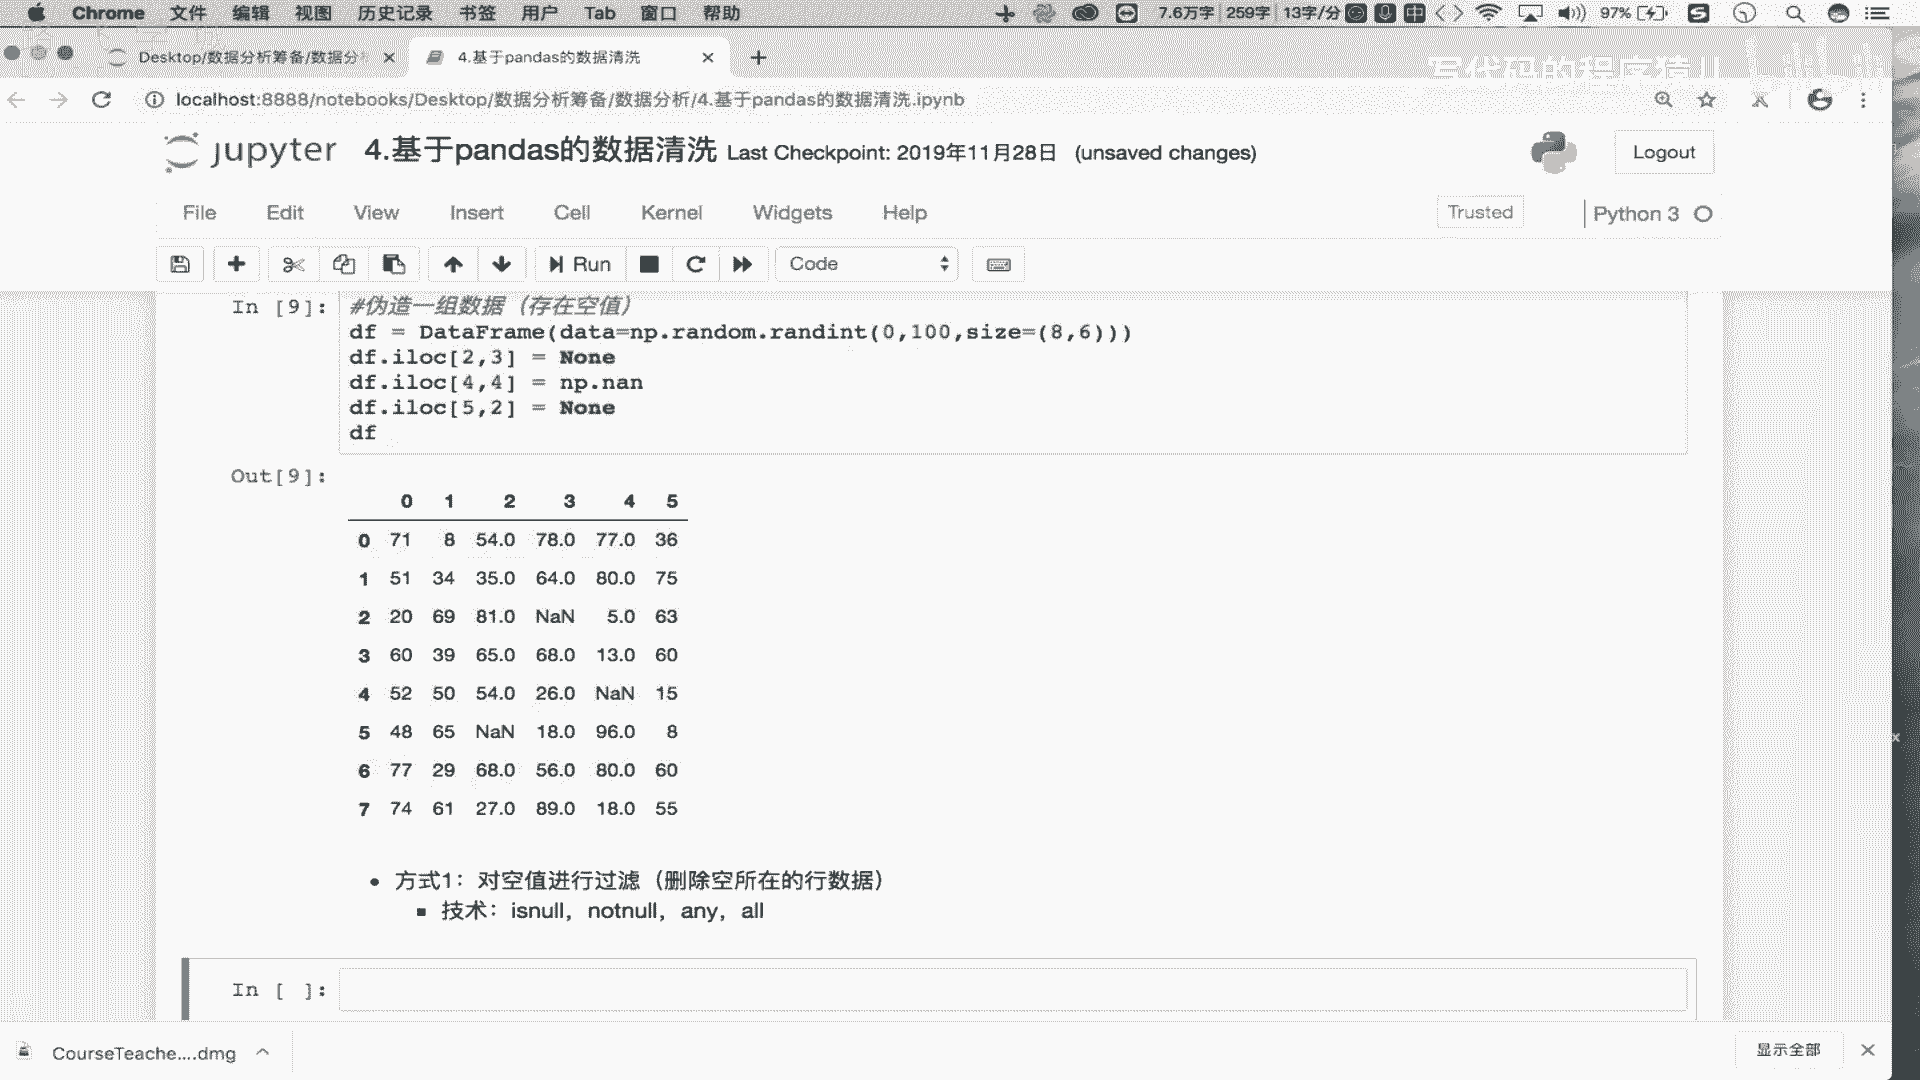 Chrome 文件 编辑 视图 历史记录 书签 用户 Tab 窗口 帮助 7.6万字 259字 13字/分 中 97%
Desktop/数据分析筹备/数据分 4.基于pandas的数据清洗
写代码的程序猿儿 bilibili
localhost:8888/notebooks/Desktop/数据分析筹备/数据分析/4.基于pandas的数据清洗.ipynb
jupyter 4.基于pandas的数据清洗 Last Checkpoint: 2019年11月28日 (unsaved changes) Logout
File Edit View Insert Cell Kernel Widgets Help Trusted Python 3
Run Code
In [9]: #伪造一组数据（存在空值）
df = DataFrame(data=np.random.randint(0,100,size=(8,6)))
df.iloc[2,3] = None
df.iloc[4,4] = np.nan
df.iloc[5,2] = None
df
Out[9]:
0 1 2 3 4 5
0 71 8 54.0 78.0 77.0 36
1 51 34 35.0 64.0 80.0 75
2 20 69 81.0 NaN 5.0 63
3 60 39 65.0 68.0 13.0 60
4 52 50 54.0 26.0 NaN 15
5 48 65 NaN 18.0 96.0 8
6 77 29 68.0 56.0 80.0 60
7 74 61 27.0 89.0 18.0 55
方式1：对空值进行过滤（删除空所在的行数据）
技术：isnull，notnull，any，all
In [ ]:
CourseTeache....dmg 显示全部